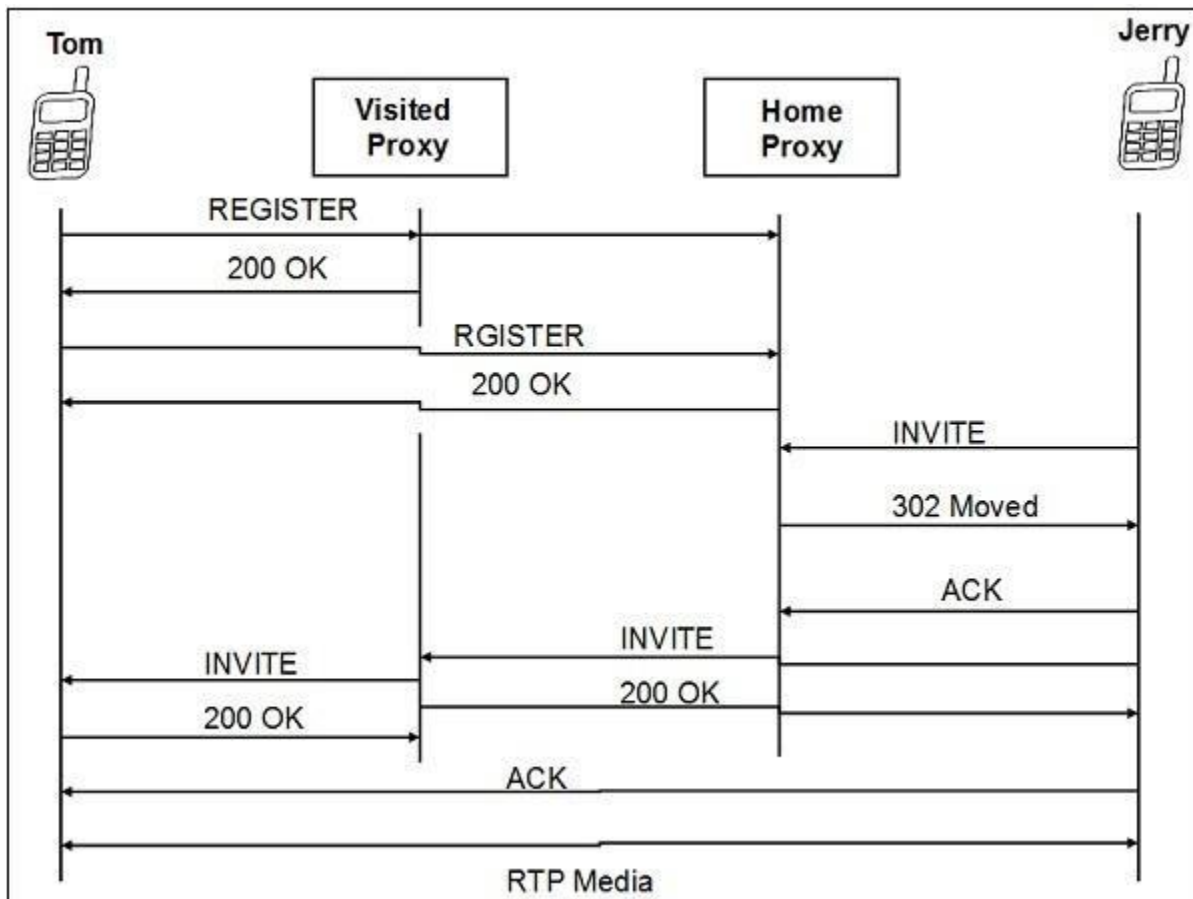 Tom
Jerry
Visited
Proxy
Home
Proxy
REGISTER
200 OK
RGISTER
200 OK
INVITE
302 Moved
ACK
INVITE
INVITE
200 OK
200 OK
ACK
RTP Media